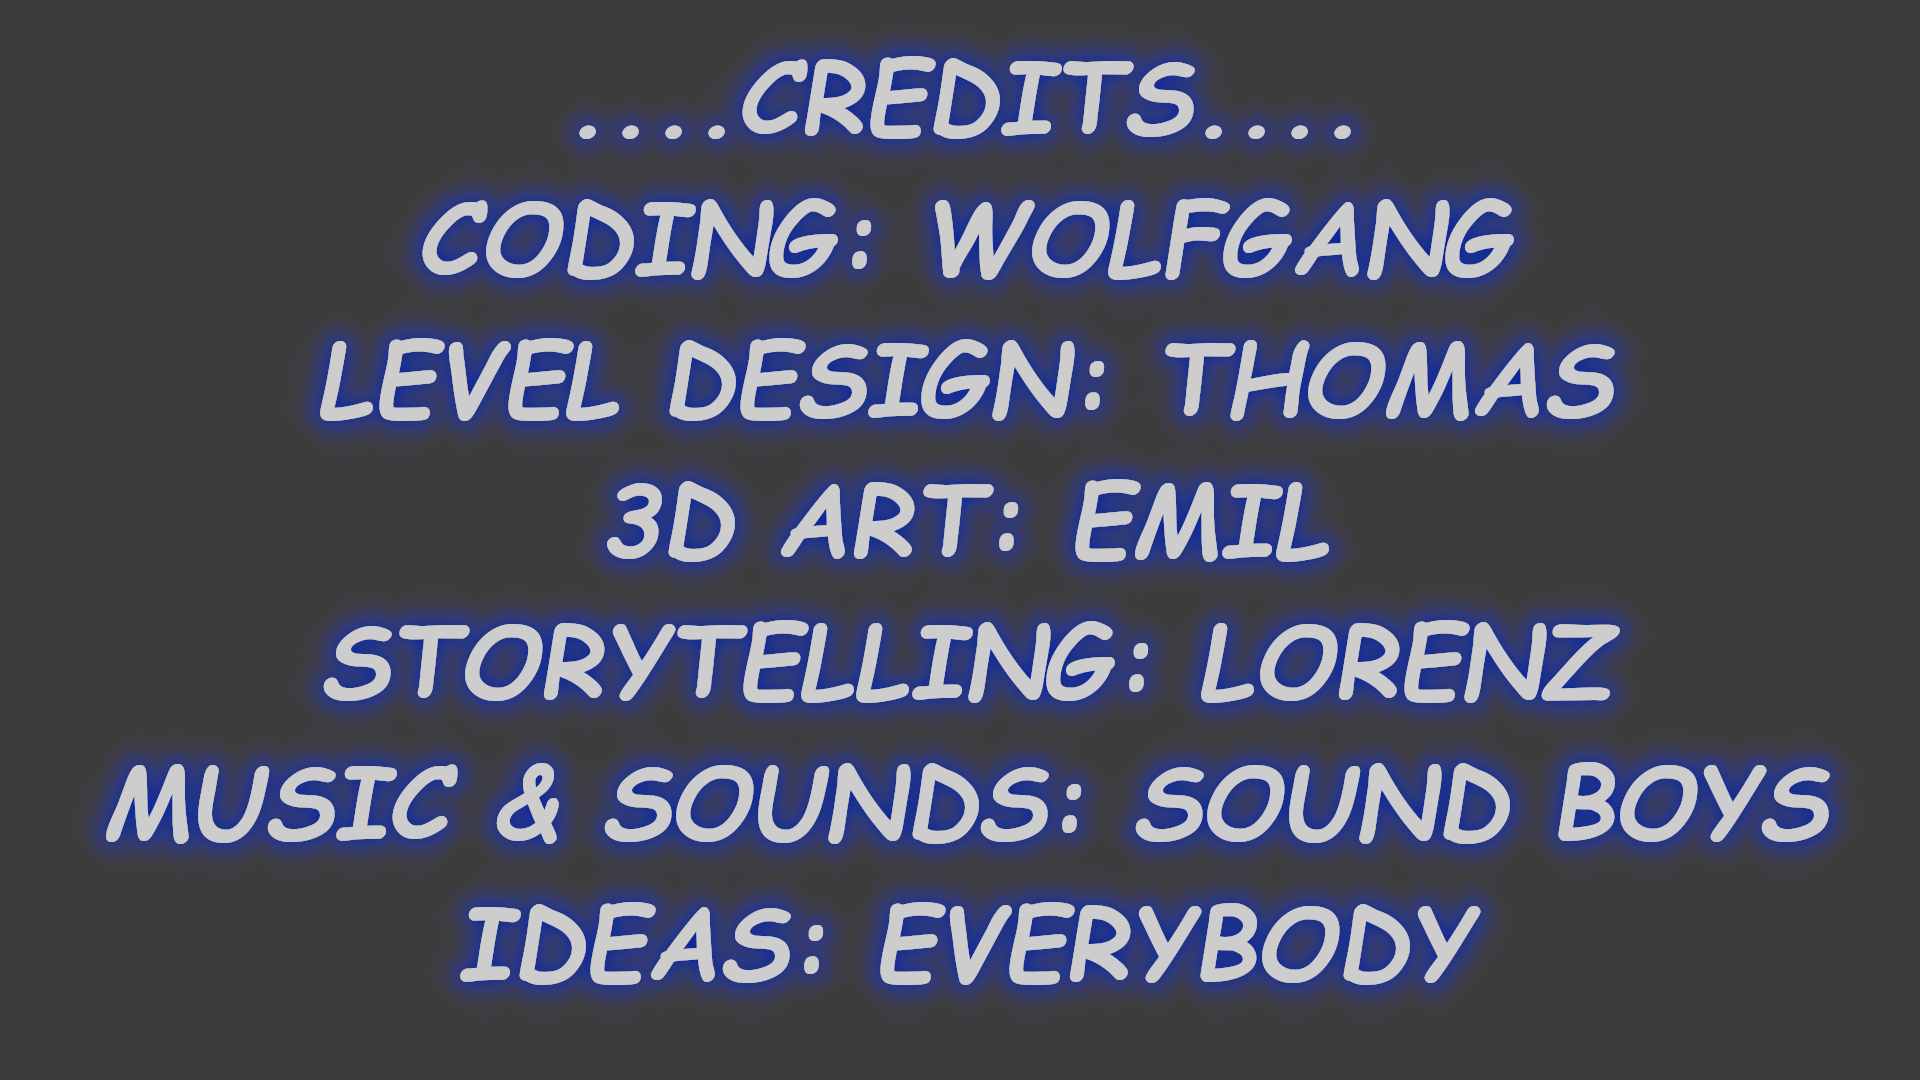 ....CREDITS....
CODING: WOLFGANG
LEVEL DESIGN: THOMAS
3D ART: EMIL
STORYTELLING: LORENZ
MUSIC & SOUNDS: SOUND BOYS
IDEAS: EVERYBODY